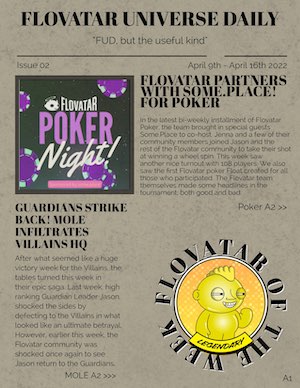 FLOVATAR UNIVERSE DAILY
"FUD, but the useful kind"
Issue 02
April 9th - April 16th 2022
FLOVATAR
POKER
Night!
FLOVATAR PARTNERS
WITH SOME.PLACE!
FOR POKER
In the latest bi-weekly installment of Flovatar
Poker, the team brought in special guests
Some.Place to co-host. Jenna and a few of their
community members joined Jason and the
rest of the Flovatar community to take their shot
at winning a wheel spin. This week saw
another nice turnout with 118 players. We also
saw the first Flovatar poker Float created for all
those who participated. The Flovatar team
themselves made some headlines in the
tournament, both good and bad.
Poker A2 >>
GUARDIANS STRIKE
BACK! MOLE
INFILTRATES
VILLAINS HQ
After what seemed like a huge
victory week for the Villains, the
tables turned this week in
their epic saga. Last week, high
ranking Guardian Leader Jason,
shocked the sides by
defecting to the Villains in what
looked like an ultimate betrayal.
However, earlier this week, the
Flovatar community was
shocked once again to see
Jason return to the Guardians.
MOLE A2 >>>
FLOVATAR OF THE WEEK
LEGENDARY
A1